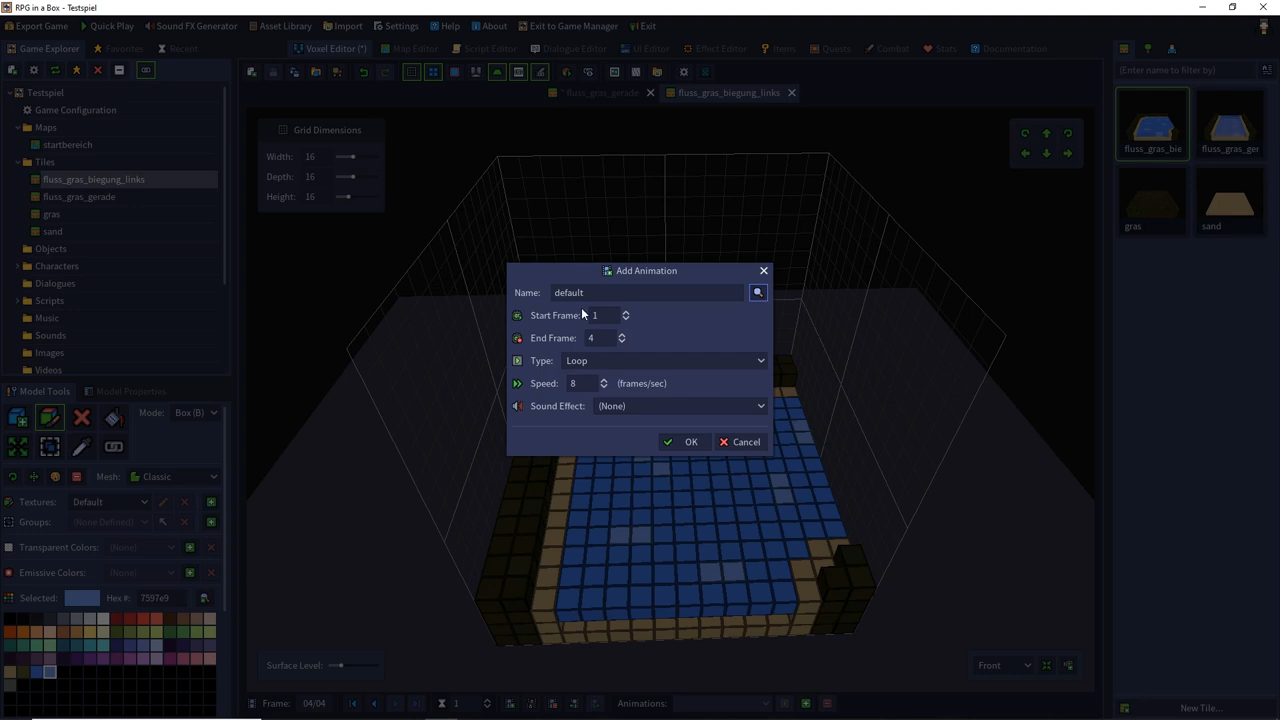 RPG in a Box - Testspiel
Export Game Quick Play Sound FX Generator Asset Library Import Settings Help About Exit to Game Manager Exit
Game Explorer Favorites Recent Voxel Editor (*) Map Editor Script Editor Dialogue Editor UI Editor Effect Editor Items Quests Combat Stats Documentation
(Enter name to filter by)
* fluss_gras_gerade fluss_gras_biegung_links
Testspiel
Game Configuration
Maps
startbereich
Tiles
fluss_gras_biegung_links
fluss_gras_gerade
gras
sand
Objects
Characters
Dialogues
Scripts
Music
Sounds
Images
Videos
Grid Dimensions
Width: 16
Depth: 16
Height: 16
fluss_gras_bie fluss_gras_ger
gras sand
Add Animation
Name: default
Start Frame: 1
End Frame: 4
Type: Loop
Speed: 8 (frames/sec)
Sound Effect: (None)
OK Cancel
Model Tools Model Properties
Mode: Box (B)
Mesh: Classic
Textures: Default
Groups: (None Defined)
Transparent Colors: (None)
Emissive Colors: (None)
Selected: Hex #: 7597e9
Surface Level:
Front
Frame: 04/04 1 Animations:
New Tile...